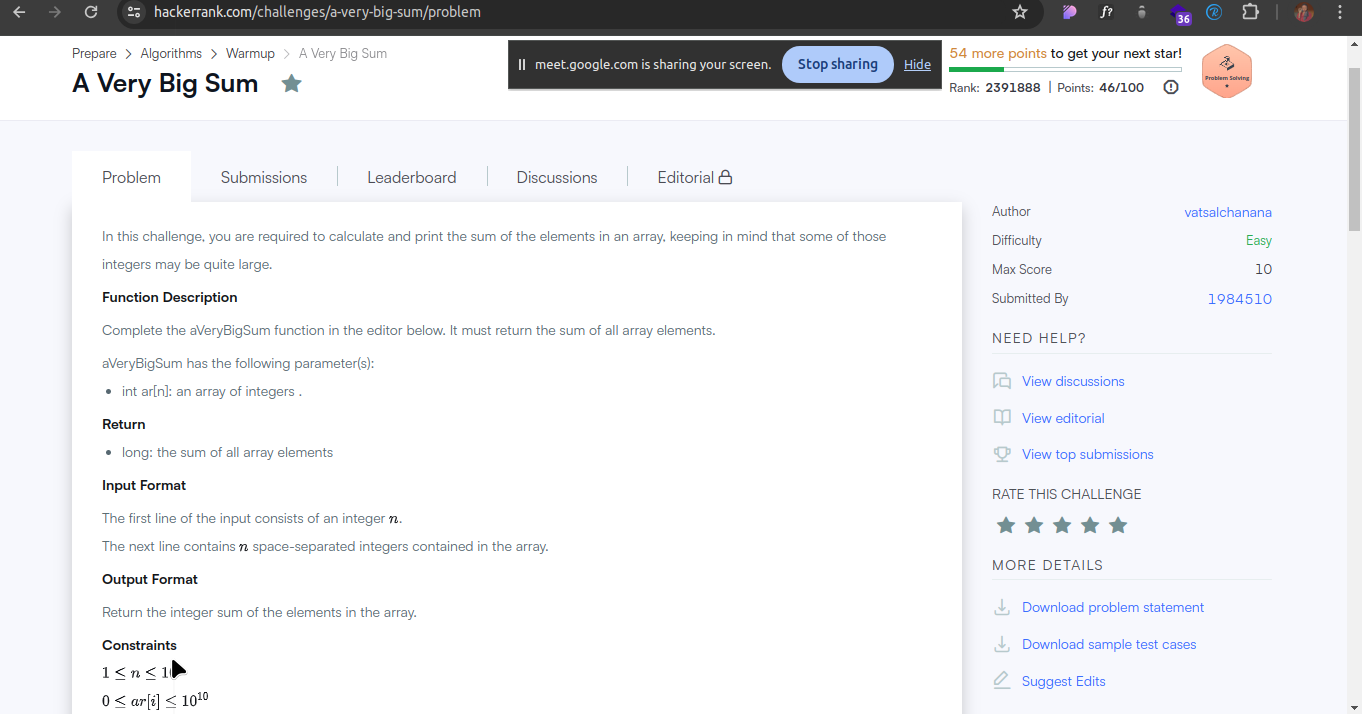 hackerrank.com/challenges/a-very-big-sum/problem
f?
36
R
Prepare > Algorithms > Warmup > A Very Big Sum
A Very Big Sum
meet.google.com is sharing your screen. Stop sharing Hide
54 more points to get your next star!
Rank: 2391888 | Points: 46/100
Problem Solving
Problem Submissions Leaderboard Discussions Editorial
In this challenge, you are required to calculate and print the sum of the elements in an array, keeping in mind that some of those
integers may be quite large.
Function Description
Complete the aVeryBigSum function in the editor below. It must return the sum of all array elements.
aVeryBigSum has the following parameter(s):
• int ar[n]: an array of integers .
Return
• long: the sum of all array elements
Input Format
The first line of the input consists of an integer n.
The next line contains n space-separated integers contained in the array.
Output Format
Return the integer sum of the elements in the array.
Constraints
1 ≤ n ≤ 1
0 ≤ ar[i] ≤ 10¹⁰
Author vatsalchanana
Difficulty Easy
Max Score 10
Submitted By 1984510
NEED HELP?
View discussions
View editorial
View top submissions
RATE THIS CHALLENGE
MORE DETAILS
Download problem statement
Download sample test cases
Suggest Edits